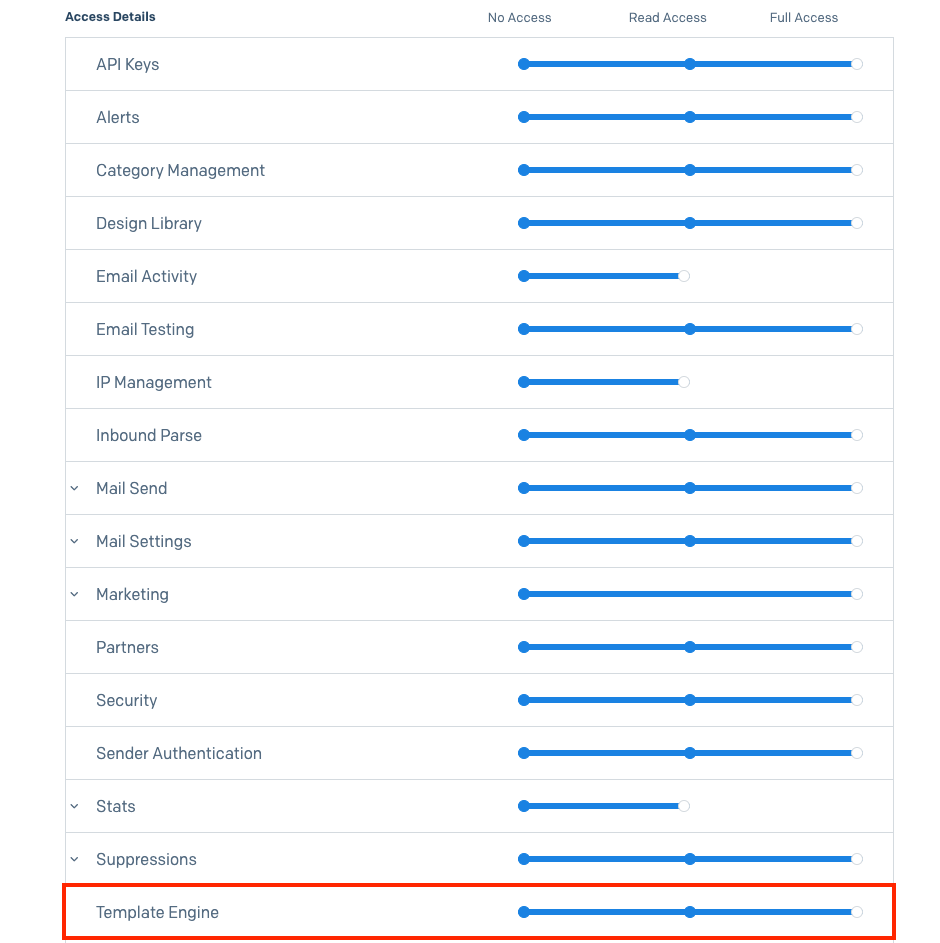 Access Details No Access Read Access Full Access
API Keys
Alerts
Category Management
Design Library
Email Activity
Email Testing
IP Management
Inbound Parse
Mail Send
Mail Settings
Marketing
Partners
Security
Sender Authentication
Stats
Suppressions
Template Engine